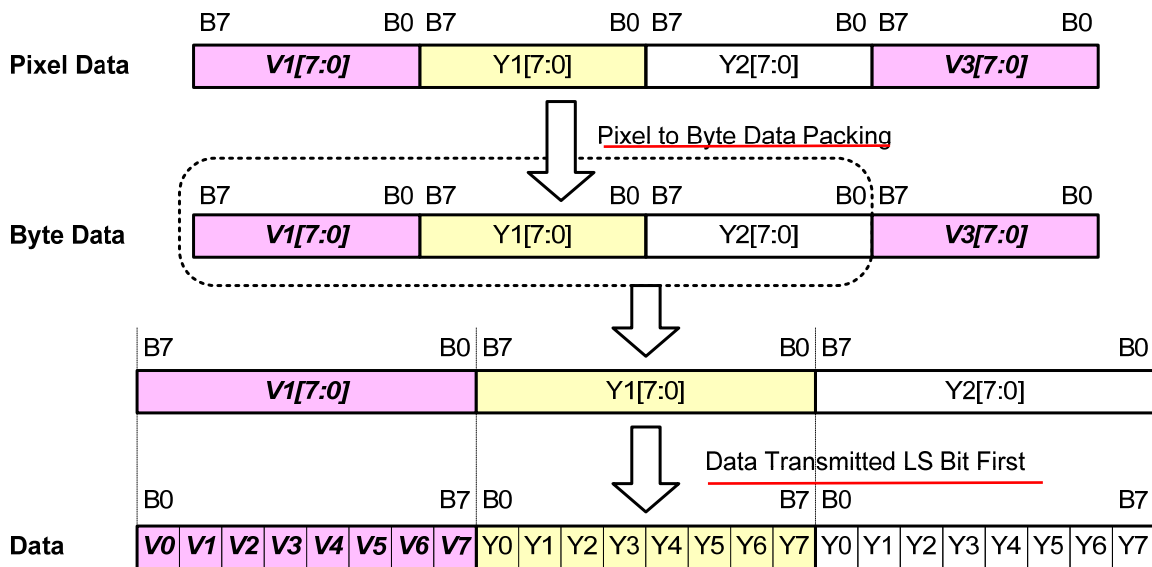 B7 B0 B7 B0 B7 B0 B7 B0
Pixel Data V1[7:0] Y1[7:0] Y2[7:0] V3[7:0]
Pixel to Byte Data Packing
B7 B0 B7 B0 B7 B0 B7 B0
Byte Data V1[7:0] Y1[7:0] Y2[7:0] V3[7:0]
B7 B0 B7 B0 B7 B0
V1[7:0] Y1[7:0] Y2[7:0]
Data Transmitted LS Bit First
B0 B7 B0 B7 B0 B7
Data V0 V1 V2 V3 V4 V5 V6 V7 Y0 Y1 Y2 Y3 Y4 Y5 Y6 Y7 Y0 Y1 Y2 Y3 Y4 Y5 Y6 Y7